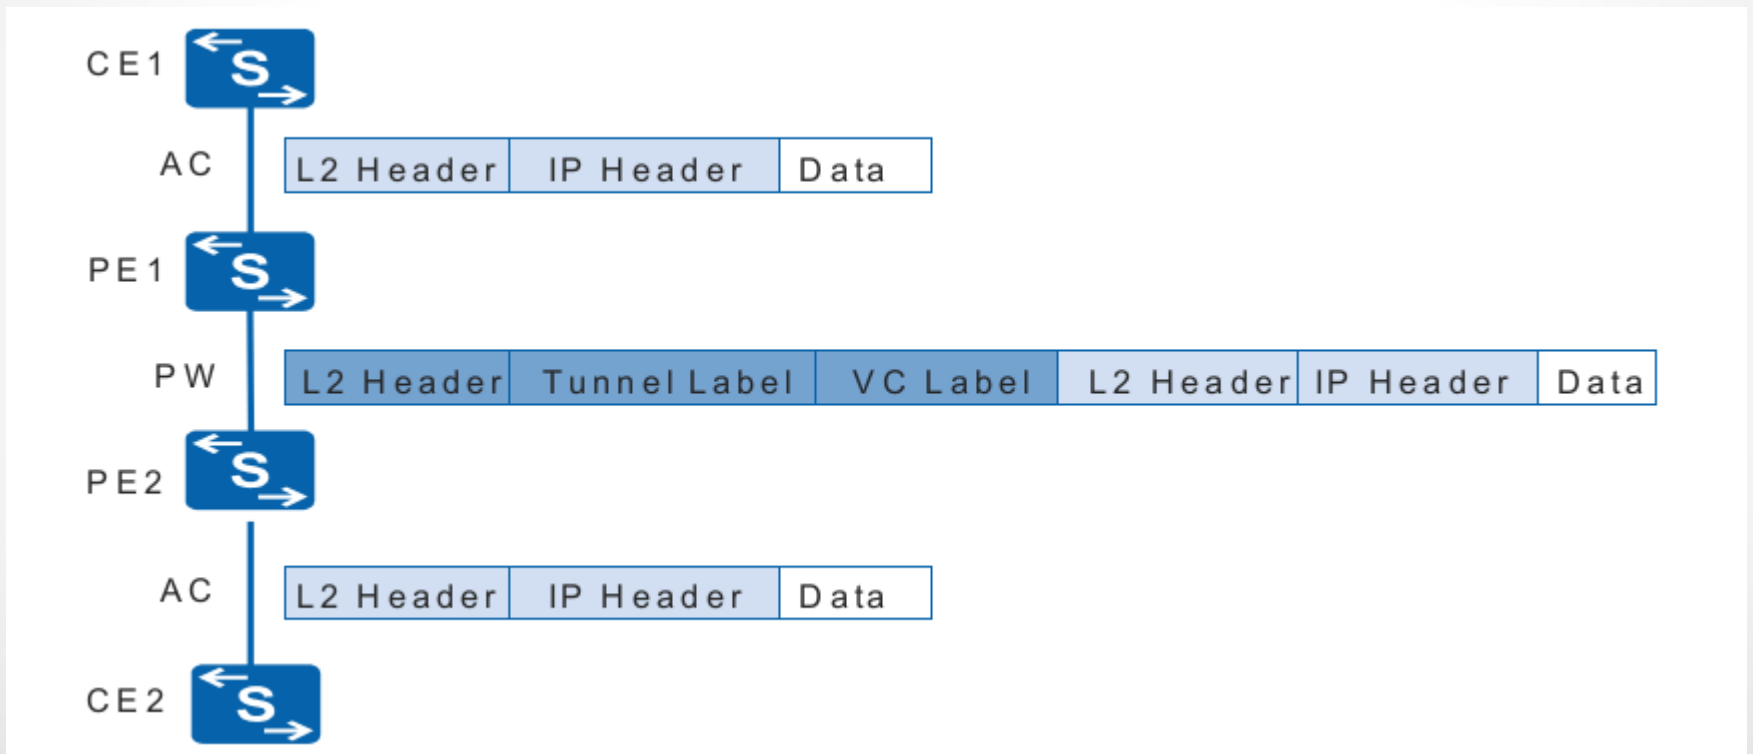 CE1
S
AC
L2 Header IP Header Data
PE1
S
PW
L2 Header Tunnel Label VC Label L2 Header IP Header Data
PE2
S
AC
L2 Header IP Header Data
CE2
S